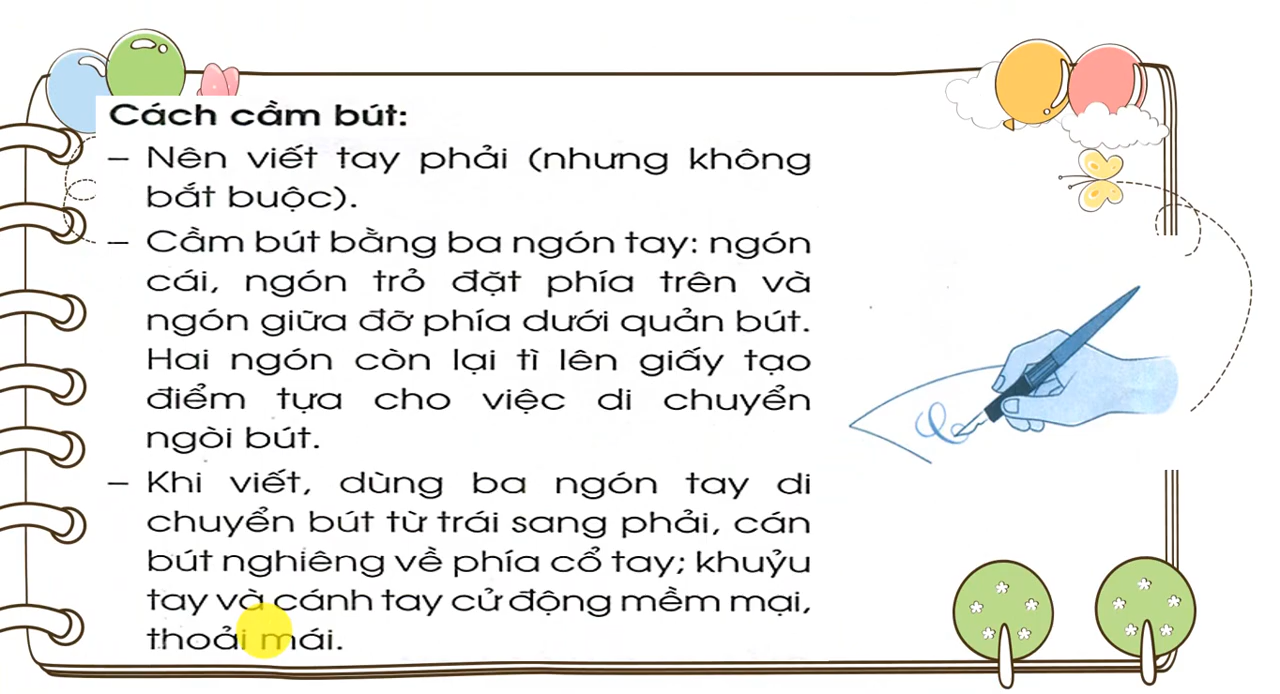 Cách cầm bút:
– Nên viết tay phải (nhưng không
bắt buộc).
– Cầm bút bằng ba ngón tay: ngón
cái, ngón trỏ đặt phía trên và
ngón giữa đỡ phía dưới quản bút.
Hai ngón còn lại tì lên giấy tạo
điểm tựa cho việc di chuyển
ngòi bút.
– Khi viết, dùng ba ngón tay di
chuyển bút từ trái sang phải, cán
bút nghiêng về phía cổ tay; khuỷu
tay và cánh tay cử động mềm mại,
thoải mái.